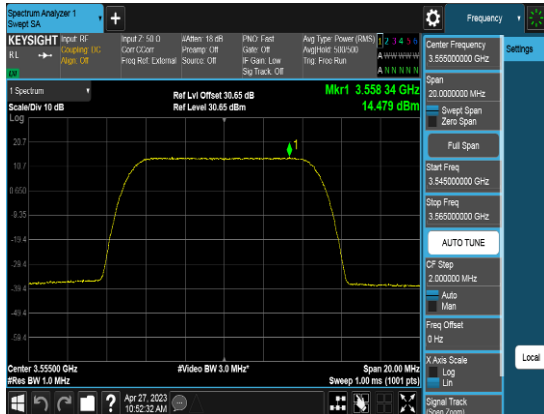 Spectrum Analyzer 1
Swept SA
+
Frequency
KEYSIGHT
Input: RF
Coupling: DC
Align: Off
Input Z: 50 Ω
Corr CCorr
Freq Ref: External
#Atten: 18 dB
Preamp: Off
Source: Off
PNO: Fast
Gate: Off
IF Gain: Low
Sig Track: Off
Avg Type: Power (RMS)
Avg|Hold: 500/500
Trig: Free Run
1 2 3 4 5 6
A W W W W W
A N N N N N
RL
1 Spectrum
Scale/Div 10 dB
Ref Lvl Offset 30.65 dB
Ref Level 30.65 dBm
Mkr1 3.558 34 GHz
14.479 dBm
Log
20.7
10.7
0.650
-9.35
-19.4
-29.4
-39.4
-49.4
-59.4
1
Center 3.55500 GHz
#Res BW 1.0 MHz
#Video BW 3.0 MHz*
Span 20.00 MHz
Sweep 1.00 ms (1001 pts)
Apr 27, 2023
10:52:32 AM
Center Frequency
3.555000000 GHz
Span
20.0000000 MHz
Swept Span
Zero Span
Full Span
Start Freq
3.545000000 GHz
Stop Freq
3.565000000 GHz
AUTO TUNE
CF Step
2.000000 MHz
Auto
Man
Freq Offset
0 Hz
X Axis Scale
Log
Lin
Signal Track
(Span Zoom)
Settings
Local